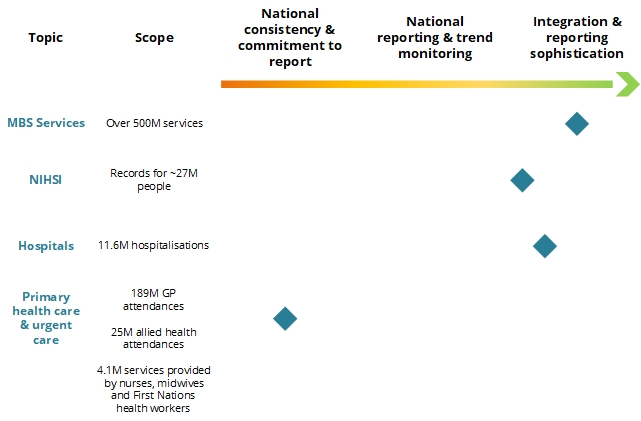 Topic
Scope
National
consistency &
commitment to
report
National
reporting & trend
monitoring
Integration &
reporting
sophistication
MBS Services
Over 500M services
NIHSI
Records for ~27M
people
Hospitals
11.6M hospitalisations
Primary
health care
& urgent
care
189M GP
attendances
25M allied health
attendances
4.1M services provided
by nurses, midwives
and First Nations
health workers